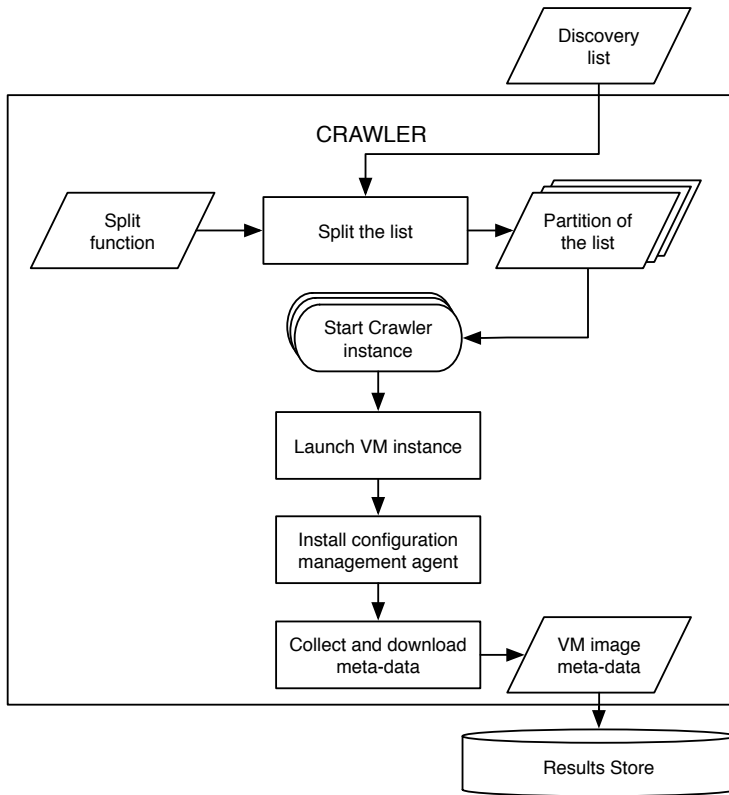 Discovery
list
CRAWLER
Split
function
Split the list
Partition of
the list
Start Crawler
instance
Launch VM instance
Install configuration
management agent
Collect and download
meta-data
VM image
meta-data
Results Store